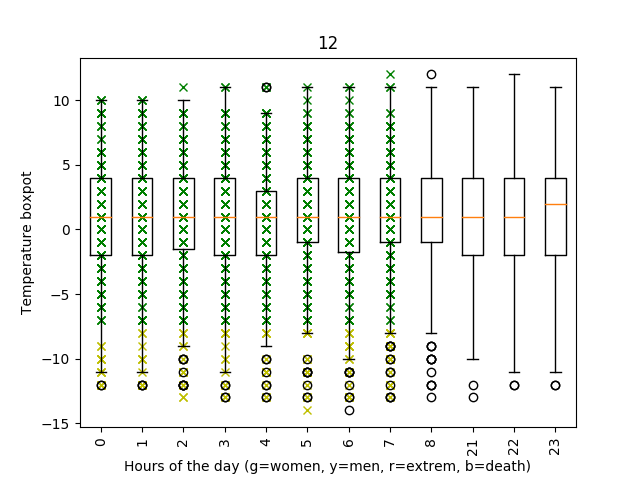 12
Temperature boxpot
10
5
0
−5
−10
−15
0 1 2 3 4 5 6 7 8 21 22 23
Hours of the day (g=women, y=men, r=extrem, b=death)